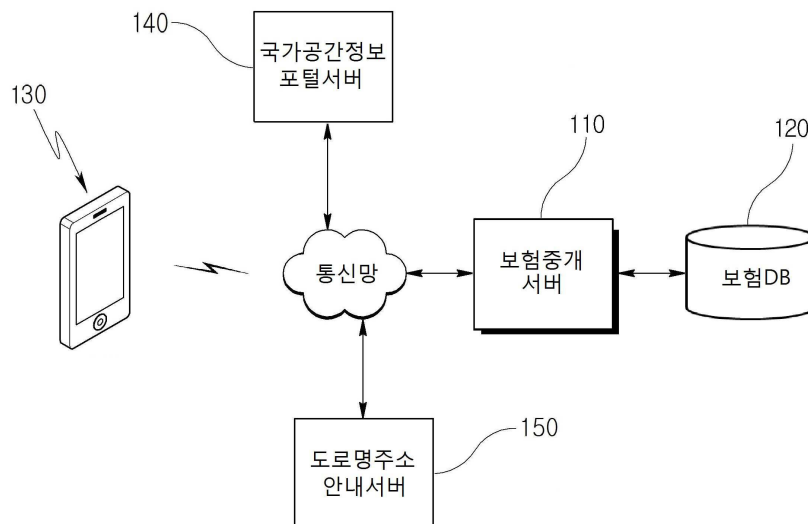 140
국가공간정보
포털서버
130
110
120
통신망
보험중개
서버
보험DB
150
도로명주소
안내서버